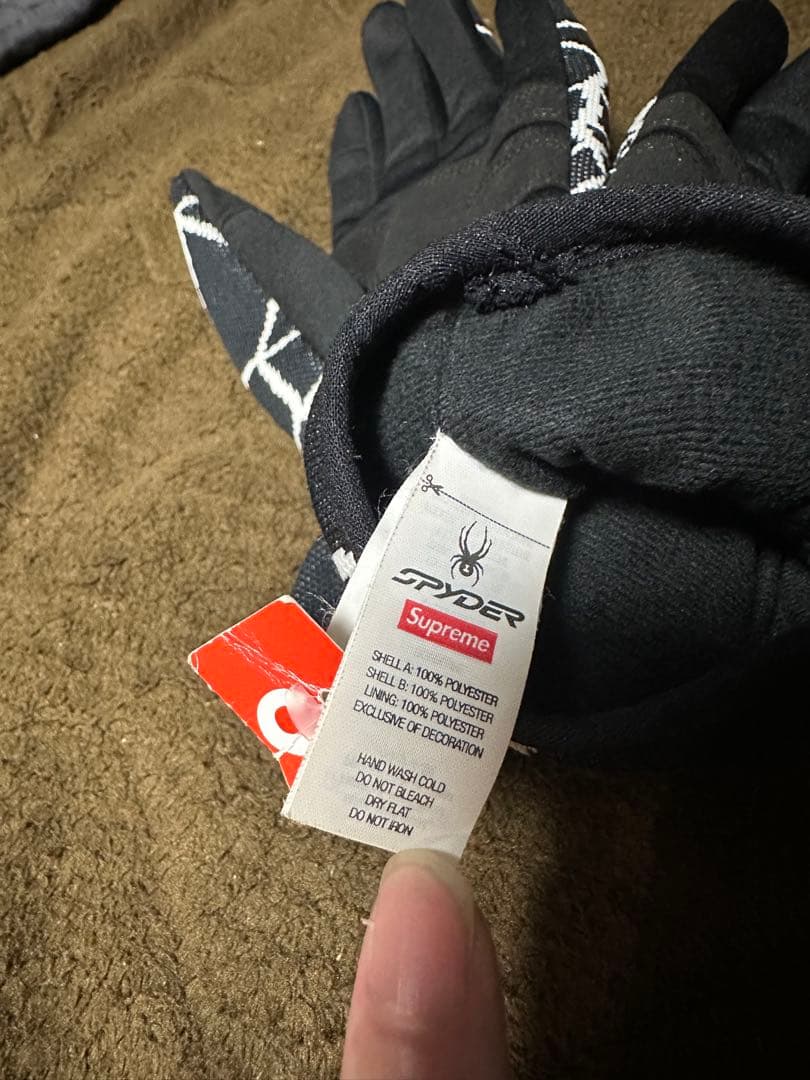 SPYDER
Supreme
SHELL A: 100% POLYESTER
SHELL B: 100% POLYESTER
LINING: 100% POLYESTER
EXCLUSIVE OF DECORATION
HAND WASH COLD
DO NOT BLEACH
DRY FLAT
DO NOT IRON